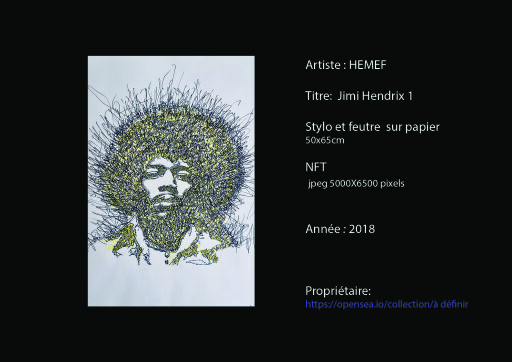 Artiste : HEMEF
Titre: Jimi Hendrix 1
Stylo et feutre sur papier
50x65cm
NFT
jpeg 5000X6500 pixels
Année : 2018
Propriétaire:
https://opensea.io/collection/à définir